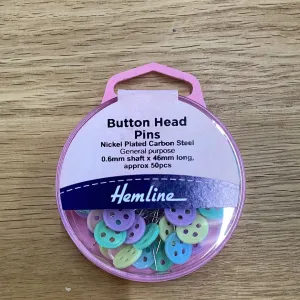 Button Head
Pins
Nickel Plated Carbon Steel
General purpose
0.6mm shaft x 46mm long,
approx 50pcs
Hemline